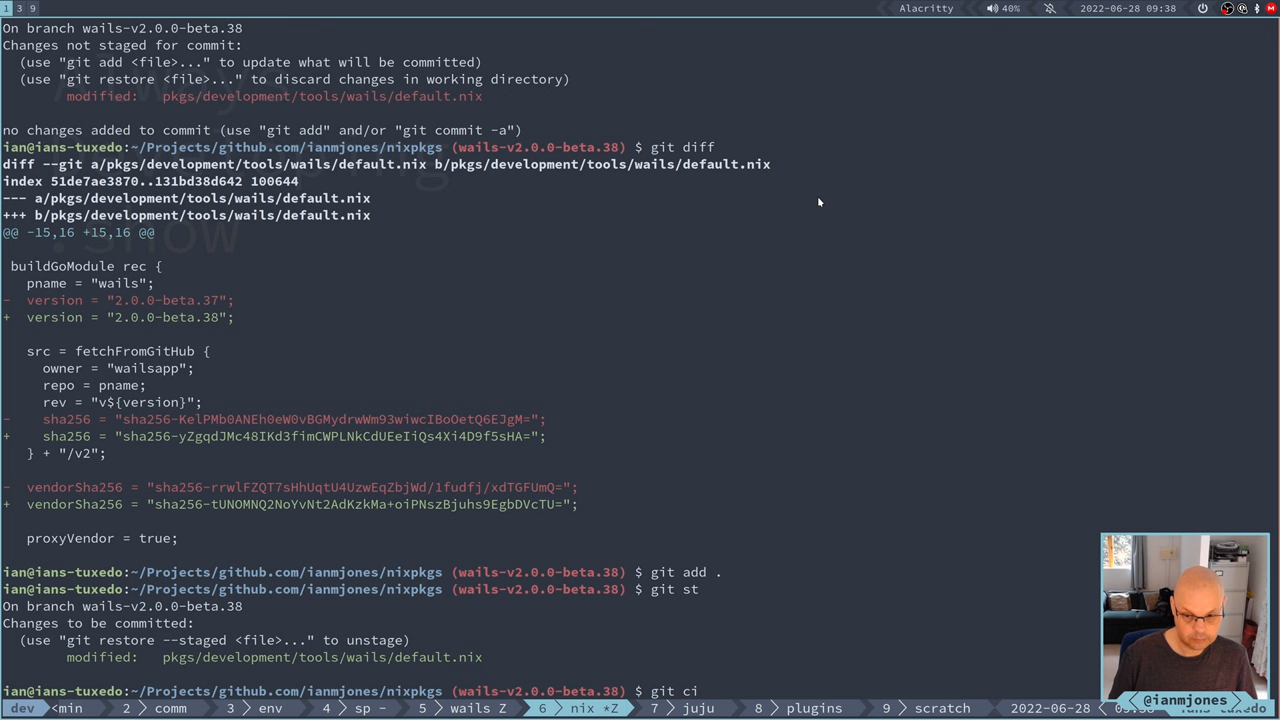 1 3 9 Alacritty 40% 2022-06-28 09:38
On branch wails-v2.0.0-beta.38
Changes not staged for commit:
(use "git add <file>..." to update what will be committed)
(use "git restore <file>..." to discard changes in working directory)
modified: pkgs/development/tools/wails/default.nix
no changes added to commit (use "git add" and/or "git commit -a")
ian@ians-tuxedo:~/Projects/github.com/ianmjones/nixpkgs (wails-v2.0.0-beta.38) $ git diff
diff --git a/pkgs/development/tools/wails/default.nix b/pkgs/development/tools/wails/default.nix
index 51de7ae3870..131bd38d642 100644
--- a/pkgs/development/tools/wails/default.nix
+++ b/pkgs/development/tools/wails/default.nix
@@ -15,16 +15,16 @@
buildGoModule rec {
pname = "wails";
- version = "2.0.0-beta.37";
+ version = "2.0.0-beta.38";
src = fetchFromGitHub {
owner = "wailsapp";
repo = pname;
rev = "v${version}";
- sha256 = "sha256-KelPMb0ANEh0eW0vBGMydrwWm93wiwcIBoOetQ6EJgM=";
+ sha256 = "sha256-yZgqdJMc48IKd3fimCWPLNkCdUEeIiQs4Xi4D9f5sHA=";
} + "/v2";
- vendorSha256 = "sha256-rrwlFZQT7sHhUqtU4UzwEqZbjWd/1fudfj/xdTGFUmQ=";
+ vendorSha256 = "sha256-tUNOMNQ2NoYvNt2AdKzkMa+oiPNszBjuhs9EgbDVcTU=";
proxyVendor = true;
ian@ians-tuxedo:~/Projects/github.com/ianmjones/nixpkgs (wails-v2.0.0-beta.38) $ git add .
ian@ians-tuxedo:~/Projects/github.com/ianmjones/nixpkgs (wails-v2.0.0-beta.38) $ git st
On branch wails-v2.0.0-beta.38
Changes to be committed:
(use "git restore --staged <file>..." to unstage)
modified: pkgs/development/tools/wails/default.nix
ian@ians-tuxedo:~/Projects/github.com/ianmjones/nixpkgs (wails-v2.0.0-beta.38) $ git ci
dev <min 2 comm 3 env 4 sp - 5 wails Z 6 nix *Z 7 juju 8 plugins 9 scratch 2022-06-28
@ianmjones